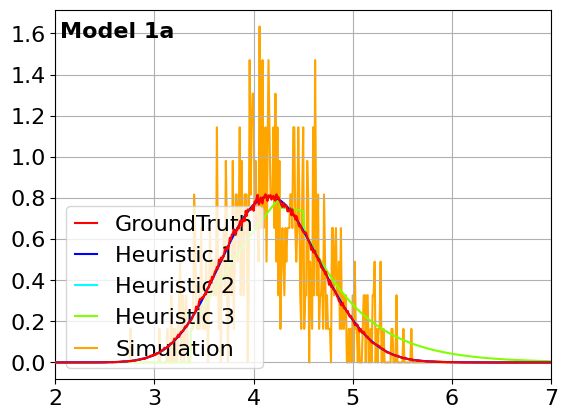 Model 1a
1.6
1.4
1.2
1.0
0.8
0.6
0.4
0.2
0.0
GroundTruth
Heuristic 1
Heuristic 2
Heuristic 3
Simulation
2 3 4 5 6 7